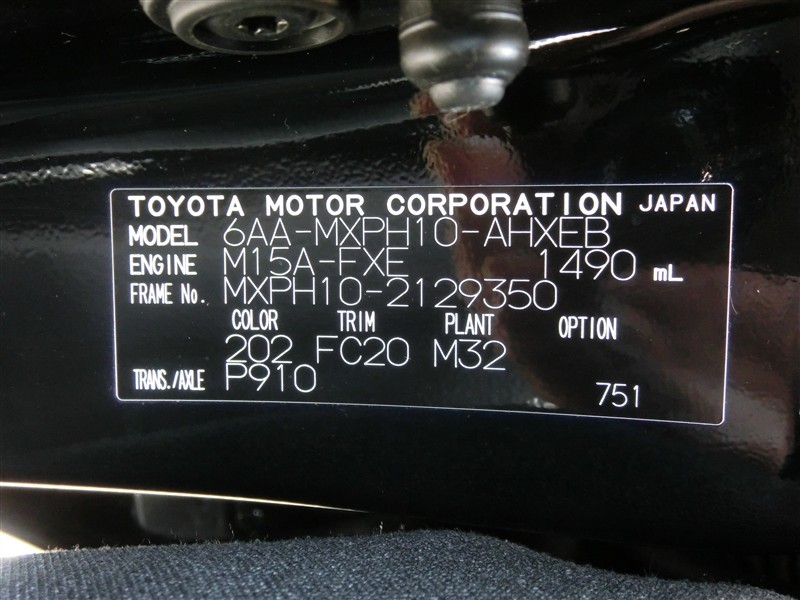 TOYOTA MOTOR CORPORATION JAPAN
MODEL 6AA-MXPH10-AHXEB
ENGINE M15A-FXE 1490 mL
FRAME No. MXPH10-2129350
COLOR TRIM PLANT OPTION
202 FC20 M32
TRANS./AXLE P910
751